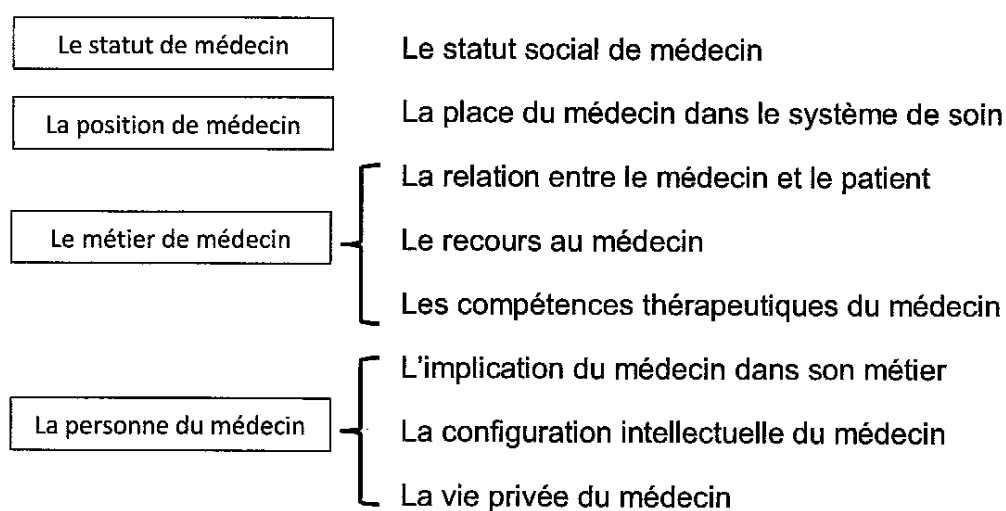 Le statut de médecin
Le statut social de médecin
La position de médecin
La place du médecin dans le système de soin
Le métier de médecin
La relation entre le médecin et le patient
Le recours au médecin
Les compétences thérapeutiques du médecin
La personne du médecin
L'implication du médecin dans son métier
La configuration intellectuelle du médecin
La vie privée du médecin